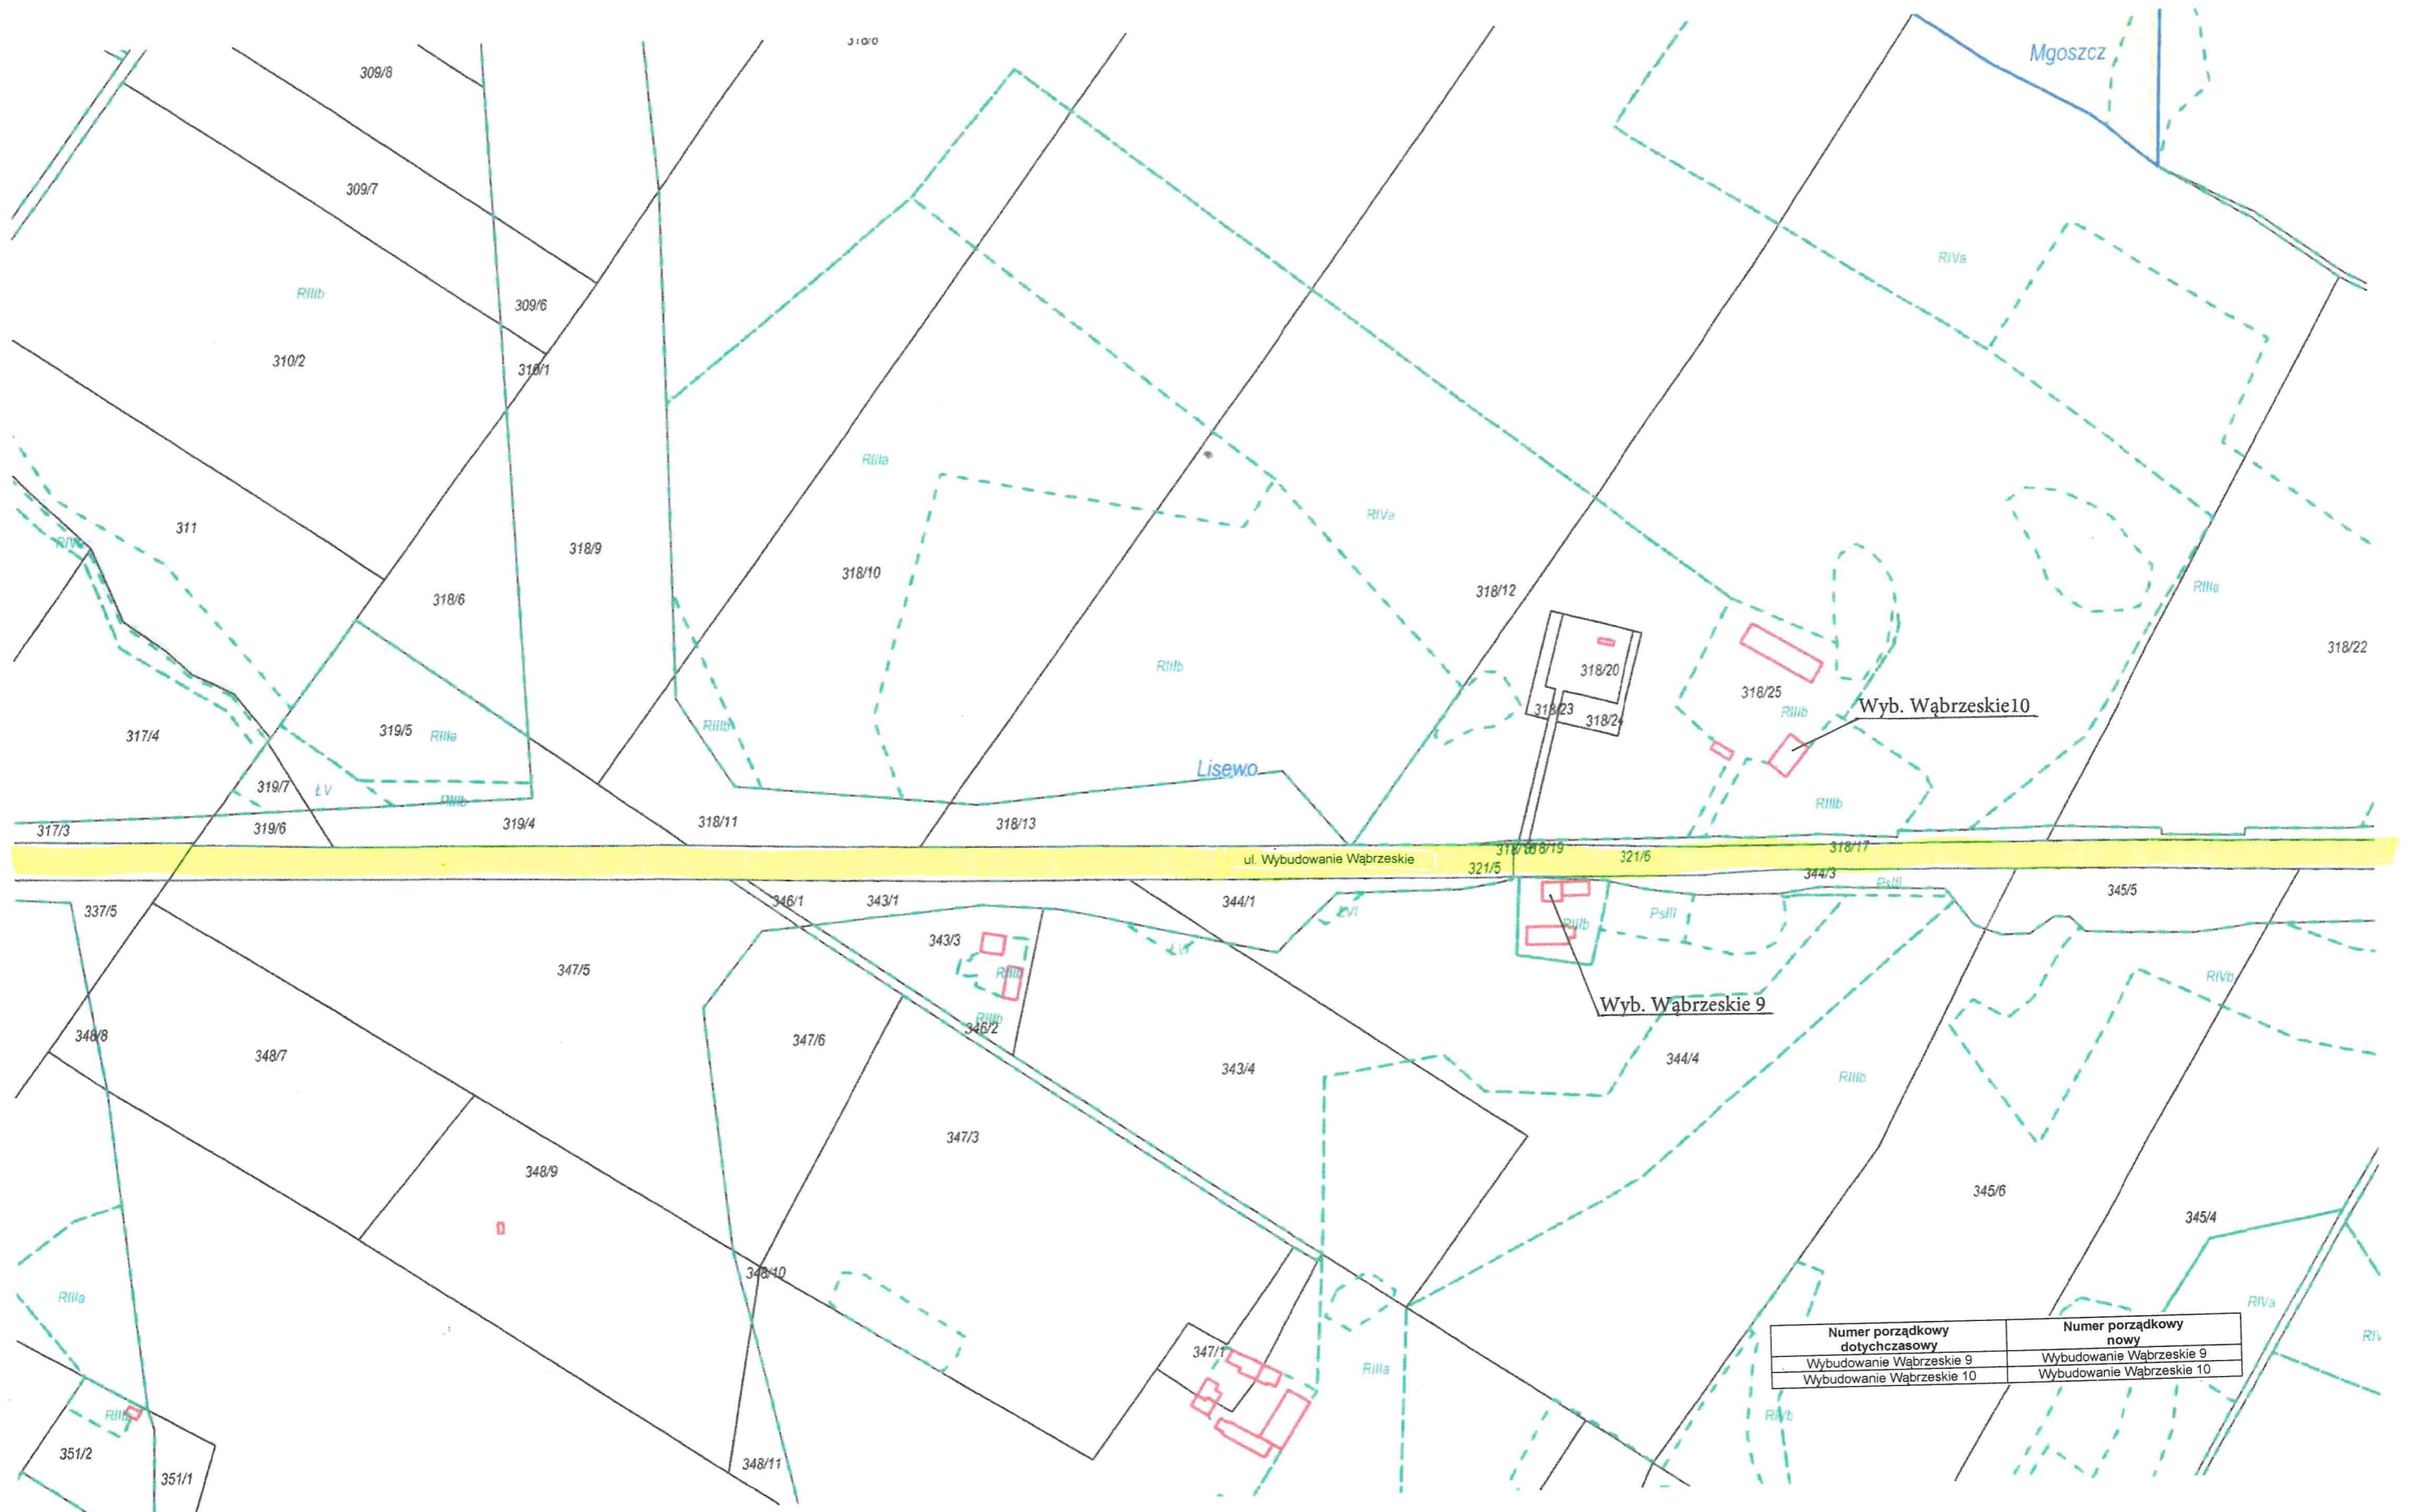 Mgoszcz
309/8
309/7
RIIIb
309/6
310/2
310/1
RIVa
311
318/9
RIIIa
318/10
RIVa
318/12
RIIIa
318/6
RIIIb
318/20
318/22
318/25
318/23
318/24
RIIIb
Wyb. Wąbrzeskie10
317/4
319/5
RIIIa
RIIIb
Lisewo
319/7
ŁV
RIIIb
RIIIb
317/3
319/6
319/4
318/11
318/13
ul. Wybudowanie Wąbrzeskie
318/19
321/6
318/17
321/5
344/3
PsIII
345/5
337/5
346/1
343/1
344/1
ŁVI
PsIII
RIIIb
343/3
ŁVI
RIIIb
347/5
RIVb
Wyb. Wąbrzeskie 9
RIIIb
346/2
348/8
348/7
347/6
343/4
344/4
RIIIb
347/3
348/9
345/6
345/4
348/10
RIIIa
RIVa
Numer porządkowy dotychczasowy
Numer porządkowy nowy
Wybudowanie Wąbrzeskie 9
Wybudowanie Wąbrzeskie 9
Wybudowanie Wąbrzeskie 10
Wybudowanie Wąbrzeskie 10
347/1
RIIIa
RIVb
351/2
351/1
348/11